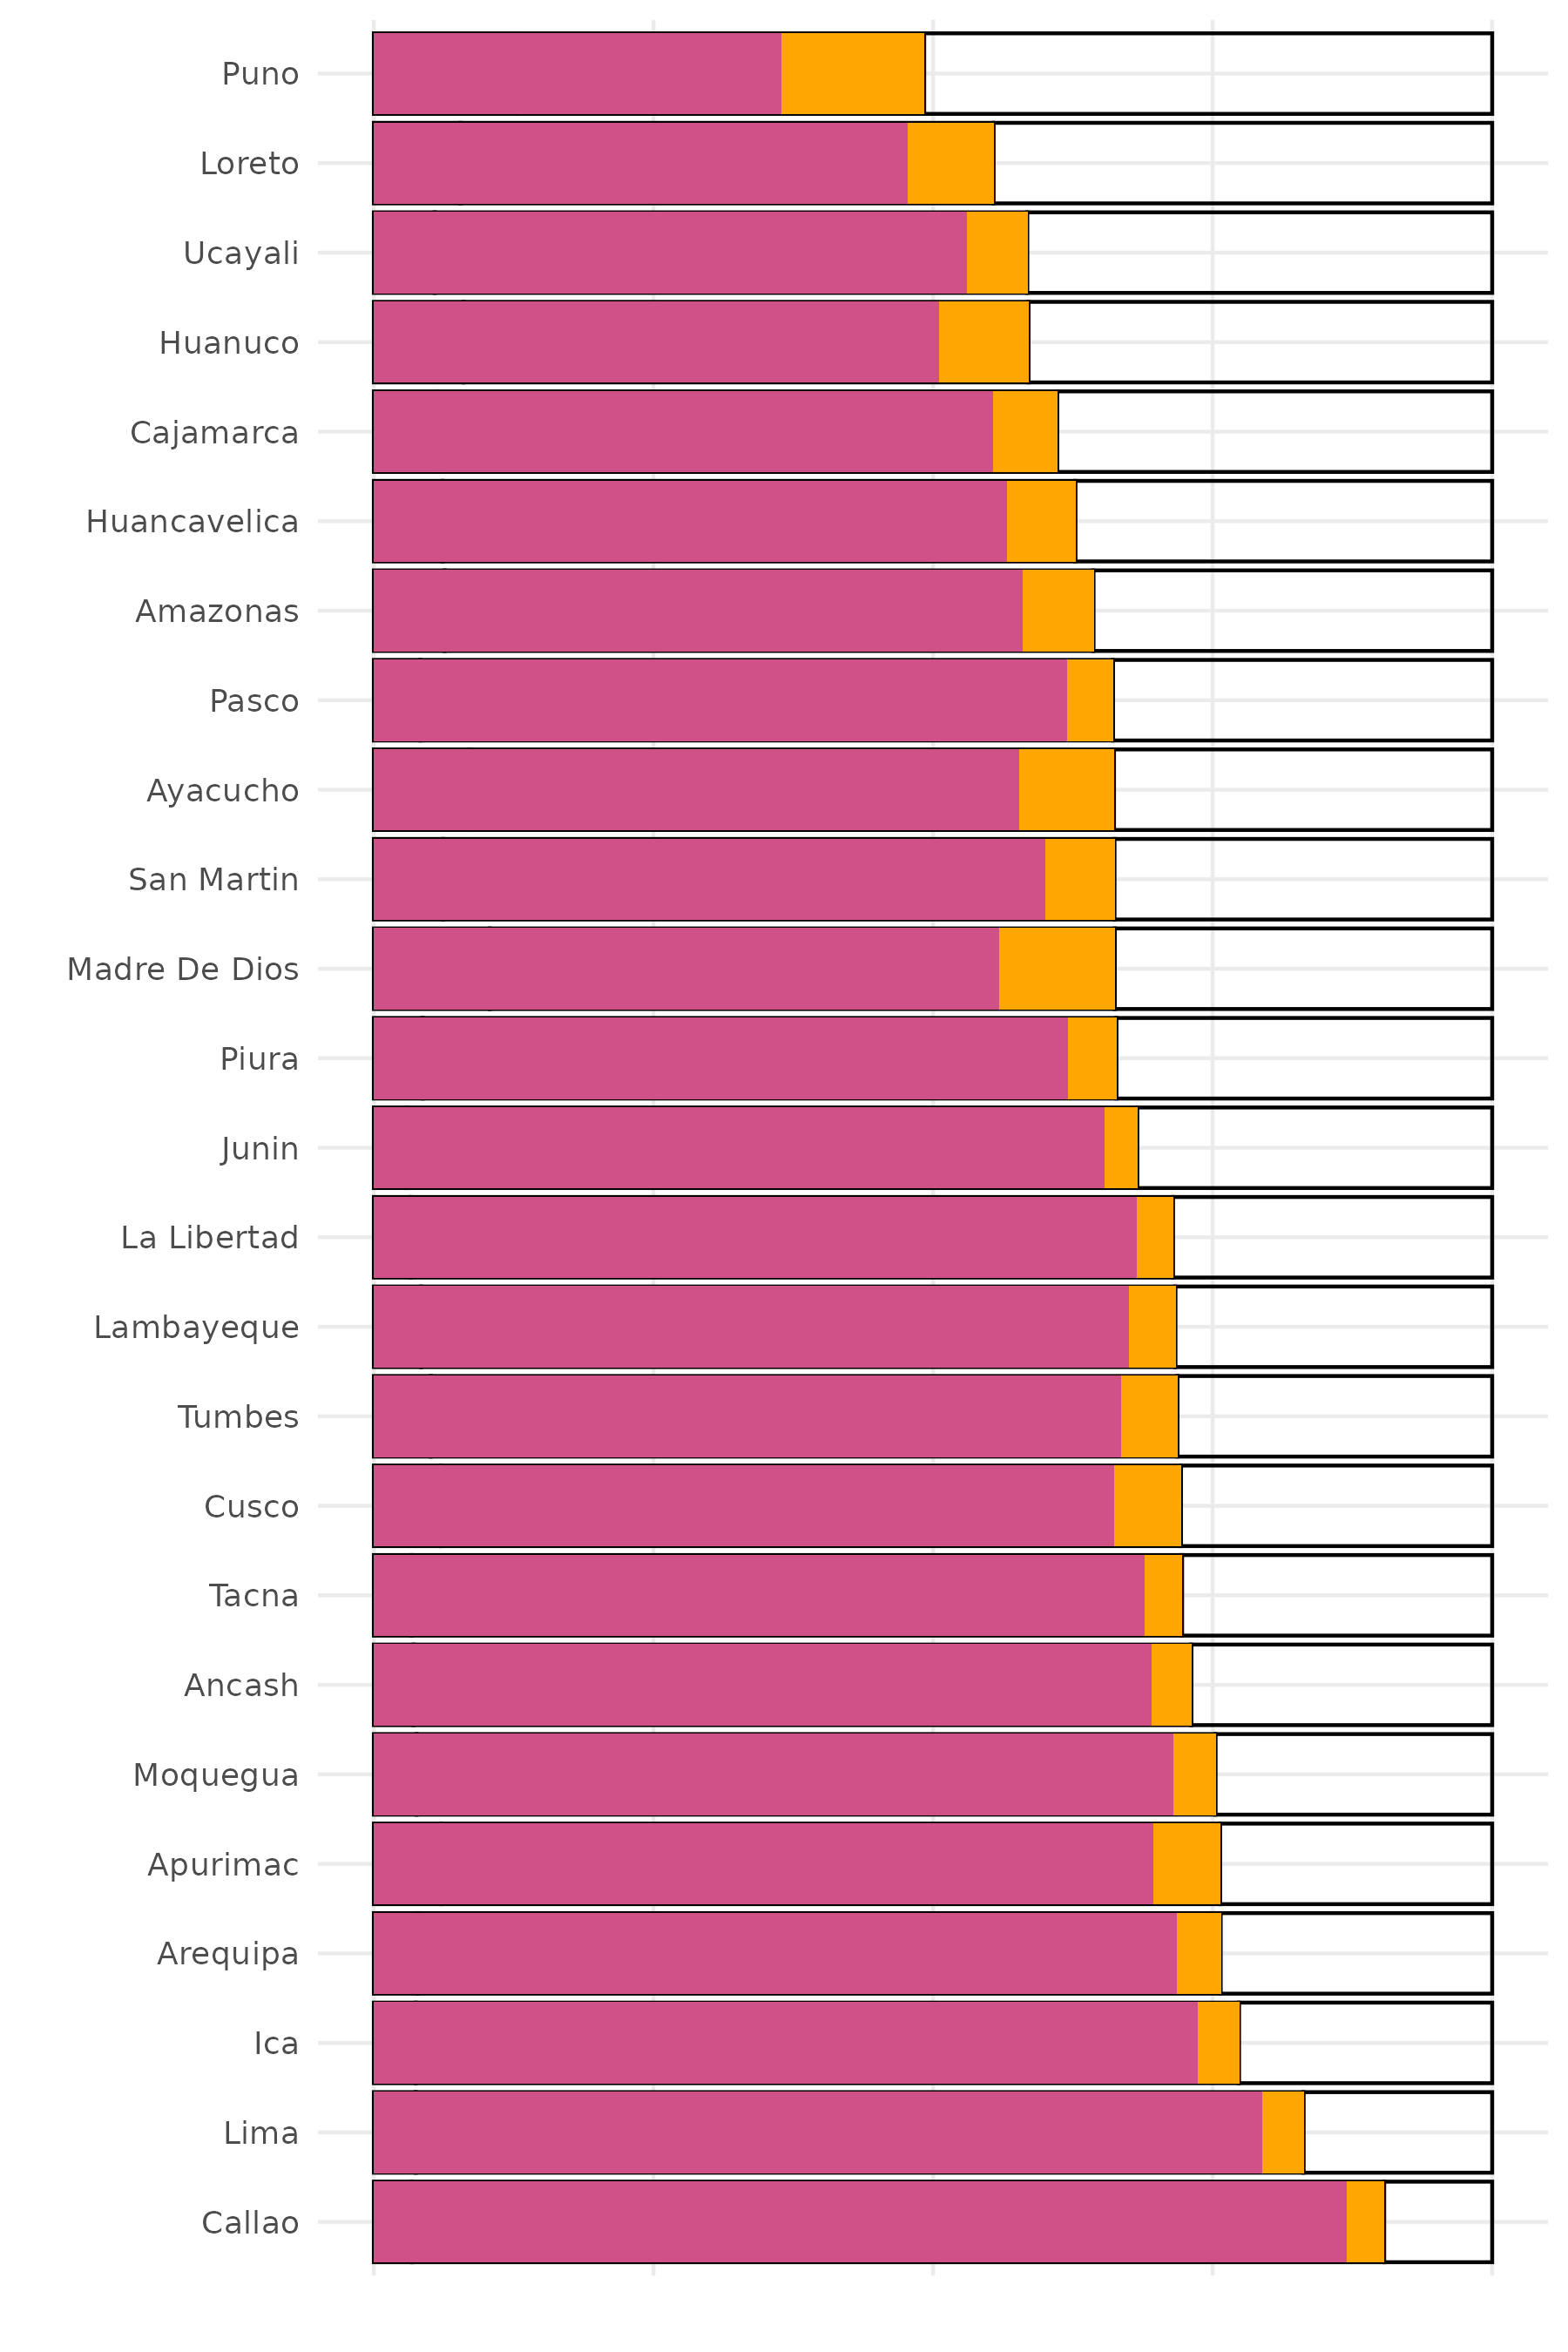 Puno
Loreto
Ucayali
Huanuco
Cajamarca
Huancavelica
Amazonas
Pasco
Ayacucho
San Martin
Madre De Dios
Piura
Junin
La Libertad
Lambayeque
Tumbes
Cusco
Tacna
Ancash
Moquegua
Apurimac
Arequipa
Ica
Lima
Callao